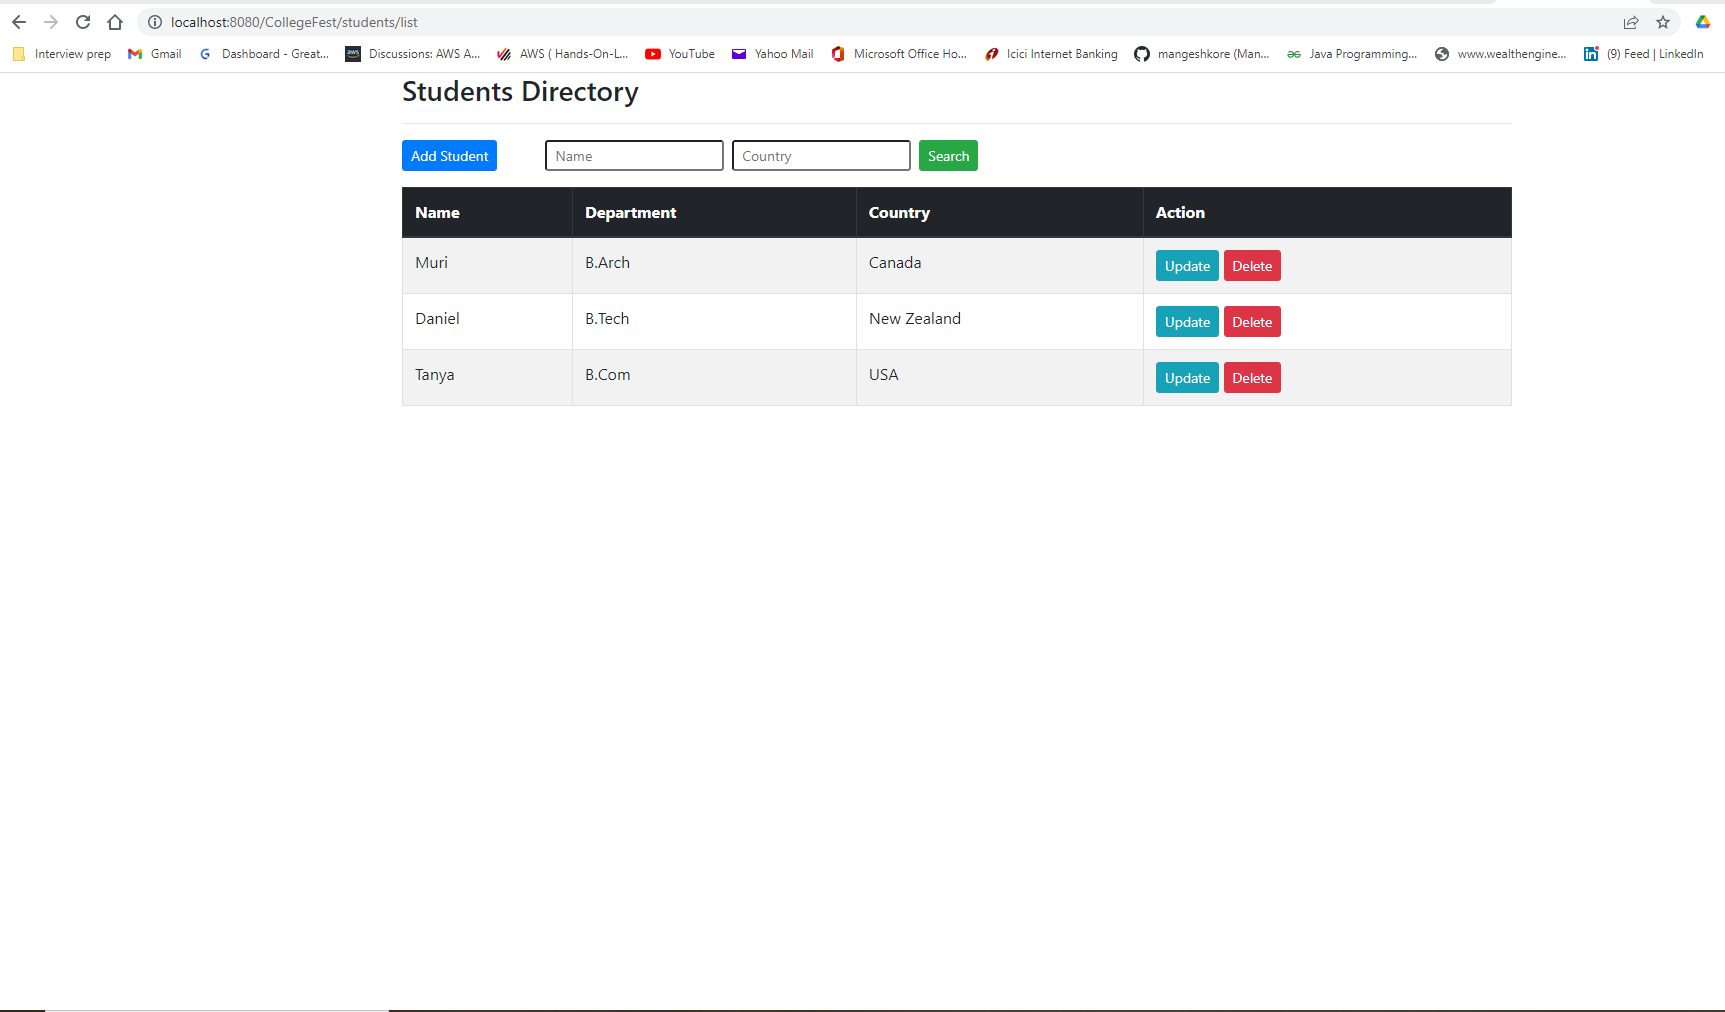 localhost:8080/CollegeFest/students/list
Interview prep Gmail Dashboard - Great... aws Discussions: AWS A... AWS ( Hands-On-L... YouTube Yahoo Mail Microsoft Office Ho... Icici Internet Banking mangeshkore (Man... Java Programming... www.wealthengine... (9) Feed | LinkedIn
Students Directory
Add Student Name Country Search
Name Department Country Action
Muri B.Arch Canada Update Delete
Daniel B.Tech New Zealand Update Delete
Tanya B.Com USA Update Delete